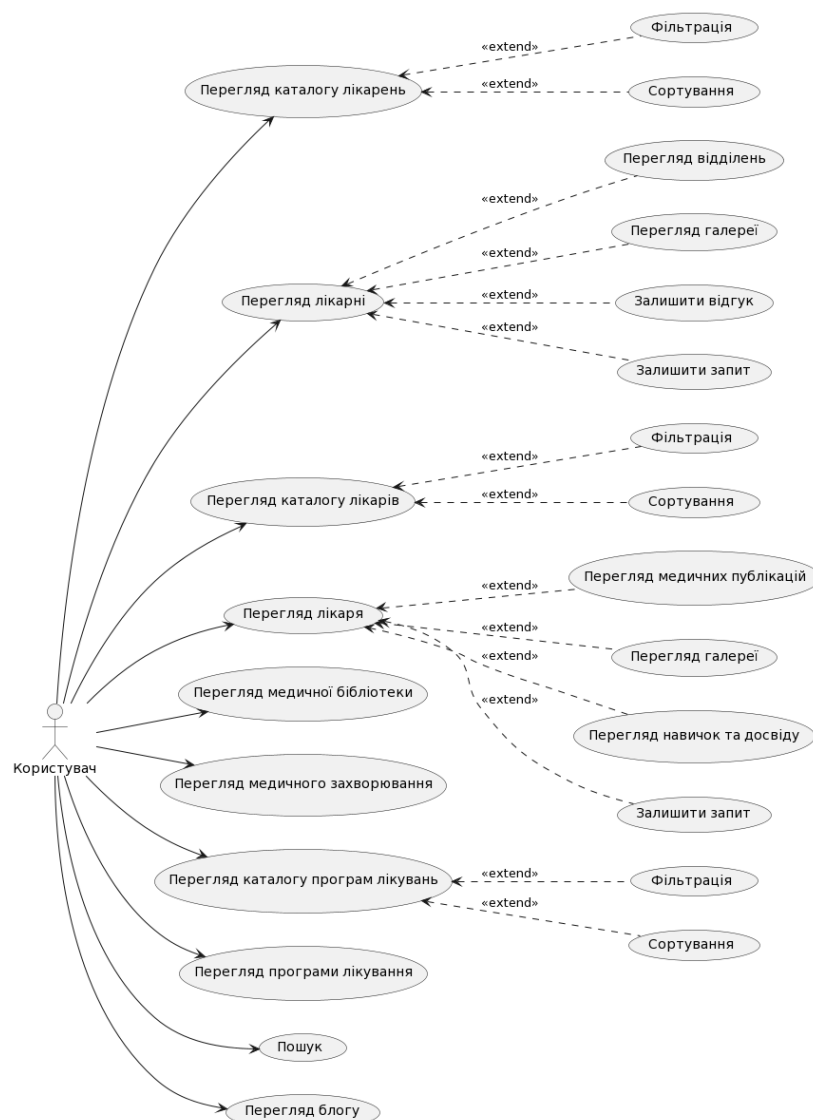 Фільтрація
«extend»
Перегляд каталогу лікарень
Сортування
«extend»
Перегляд відділень
«extend»
Перегляд галереї
«extend»
Перегляд лікарні
Залишити відгук
«extend»
«extend»
Залишити запит
Фільтрація
«extend»
Перегляд каталогу лікарів
Сортування
«extend»
Перегляд медичних публікацій
«extend»
Перегляд лікаря
«extend»
Перегляд галереї
«extend»
Перегляд медичної бібліотеки
«extend»
Перегляд навичок та досвіду
Користувач
Перегляд медичного захворювання
Залишити запит
Перегляд каталогу програм лікувань
«extend»
Фільтрація
«extend»
Сортування
Перегляд програми лікування
Пошук
Перегляд блогу